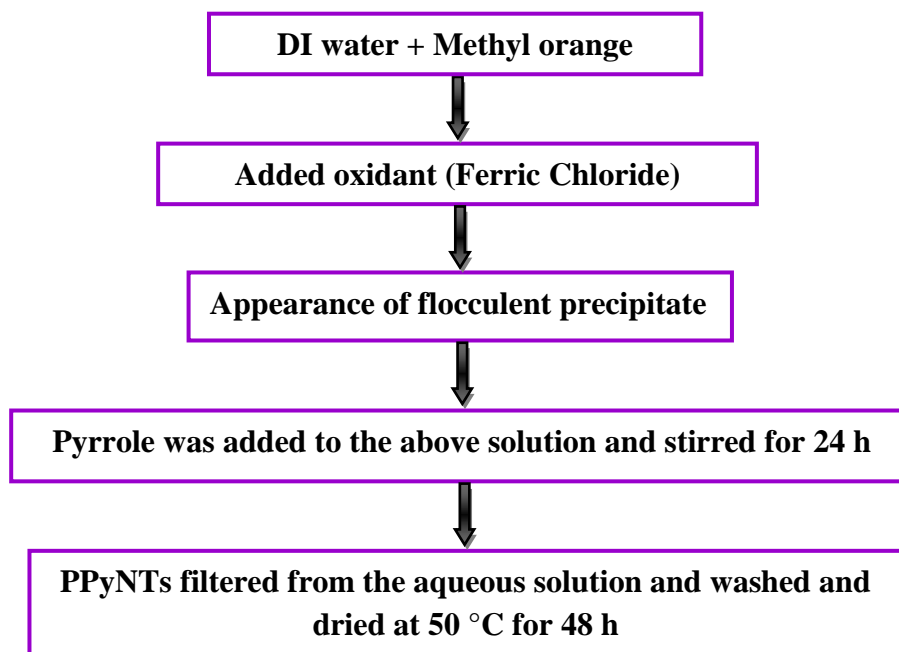 DI water + Methyl orange
Added oxidant (Ferric Chloride)
Appearance of flocculent precipitate
Pyrrole was added to the above solution and stirred for 24 h
PPyNTs filtered from the aqueous solution and washed and
dried at 50 °C for 48 h